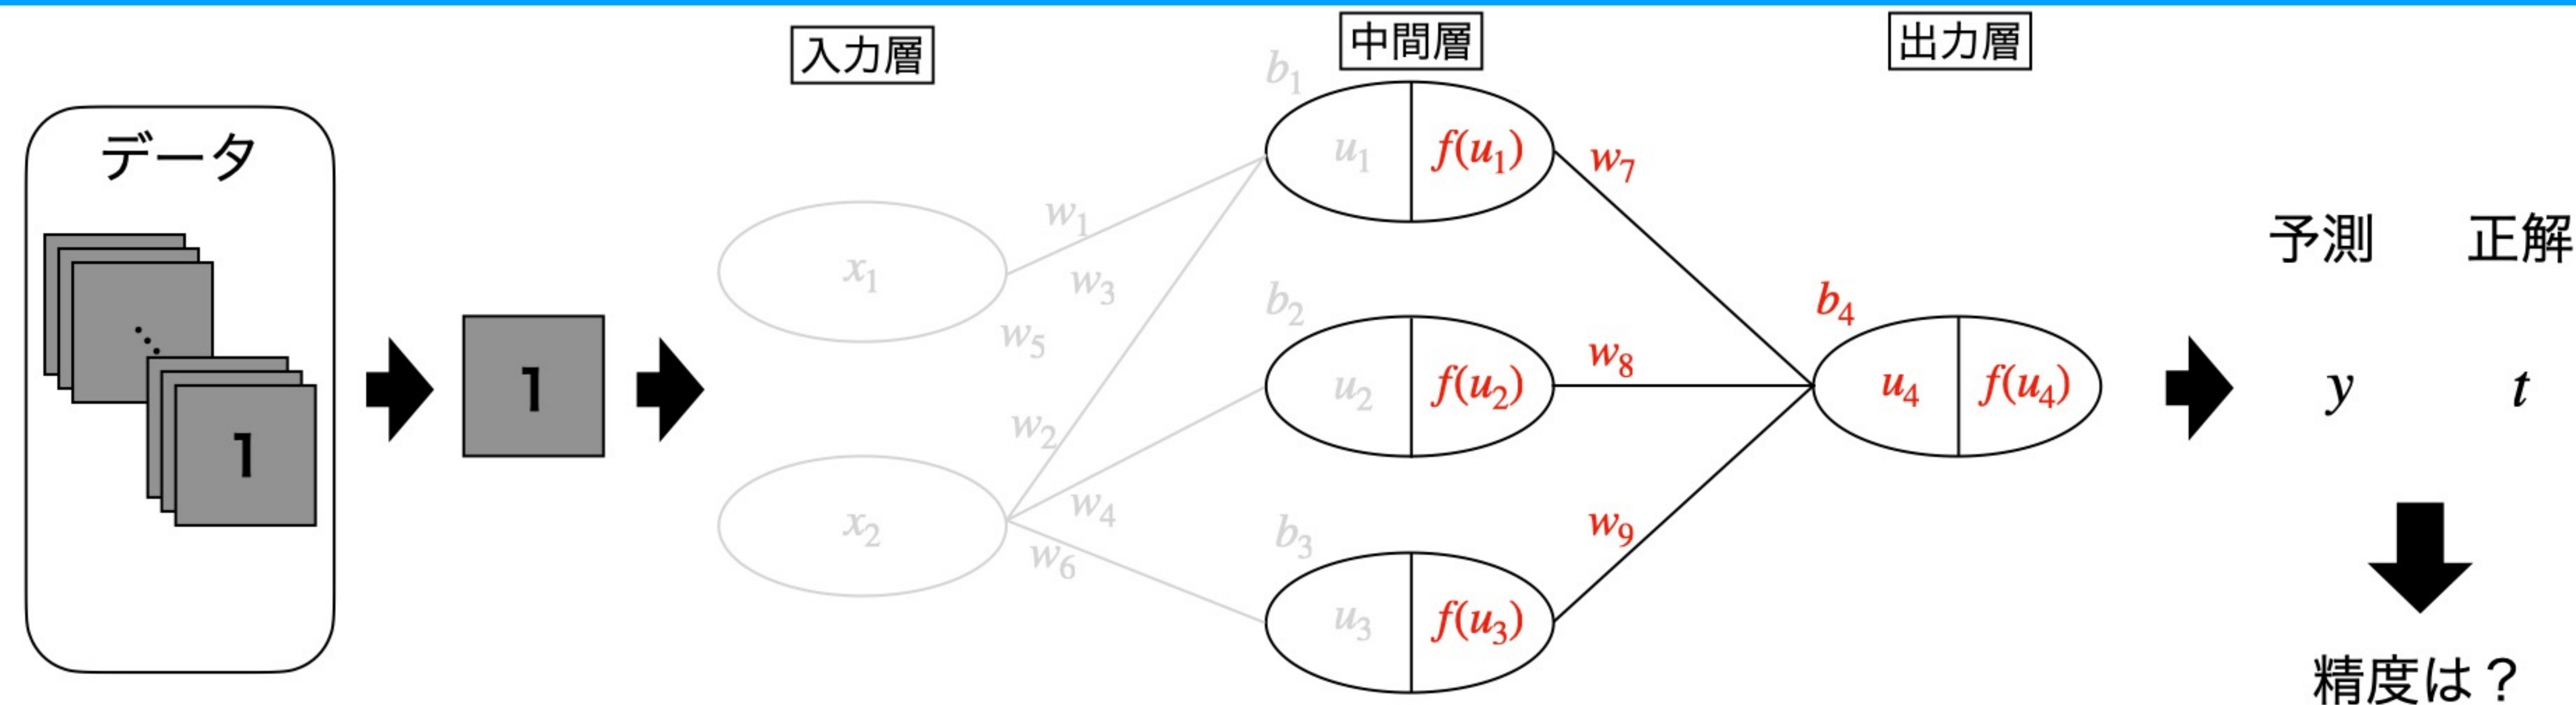 データ
1
1
入力層
x₁
x₂
w₁
w₃
w₅
w₂
w₄
w₆
中間層
b₁
u₁ f(u₁)
b₂
u₂ f(u₂)
b₃
u₃ f(u₃)
w₇
w₈
w₉
出力層
b₄
u₄ f(u₄)
予測 正解
y t
精度は？